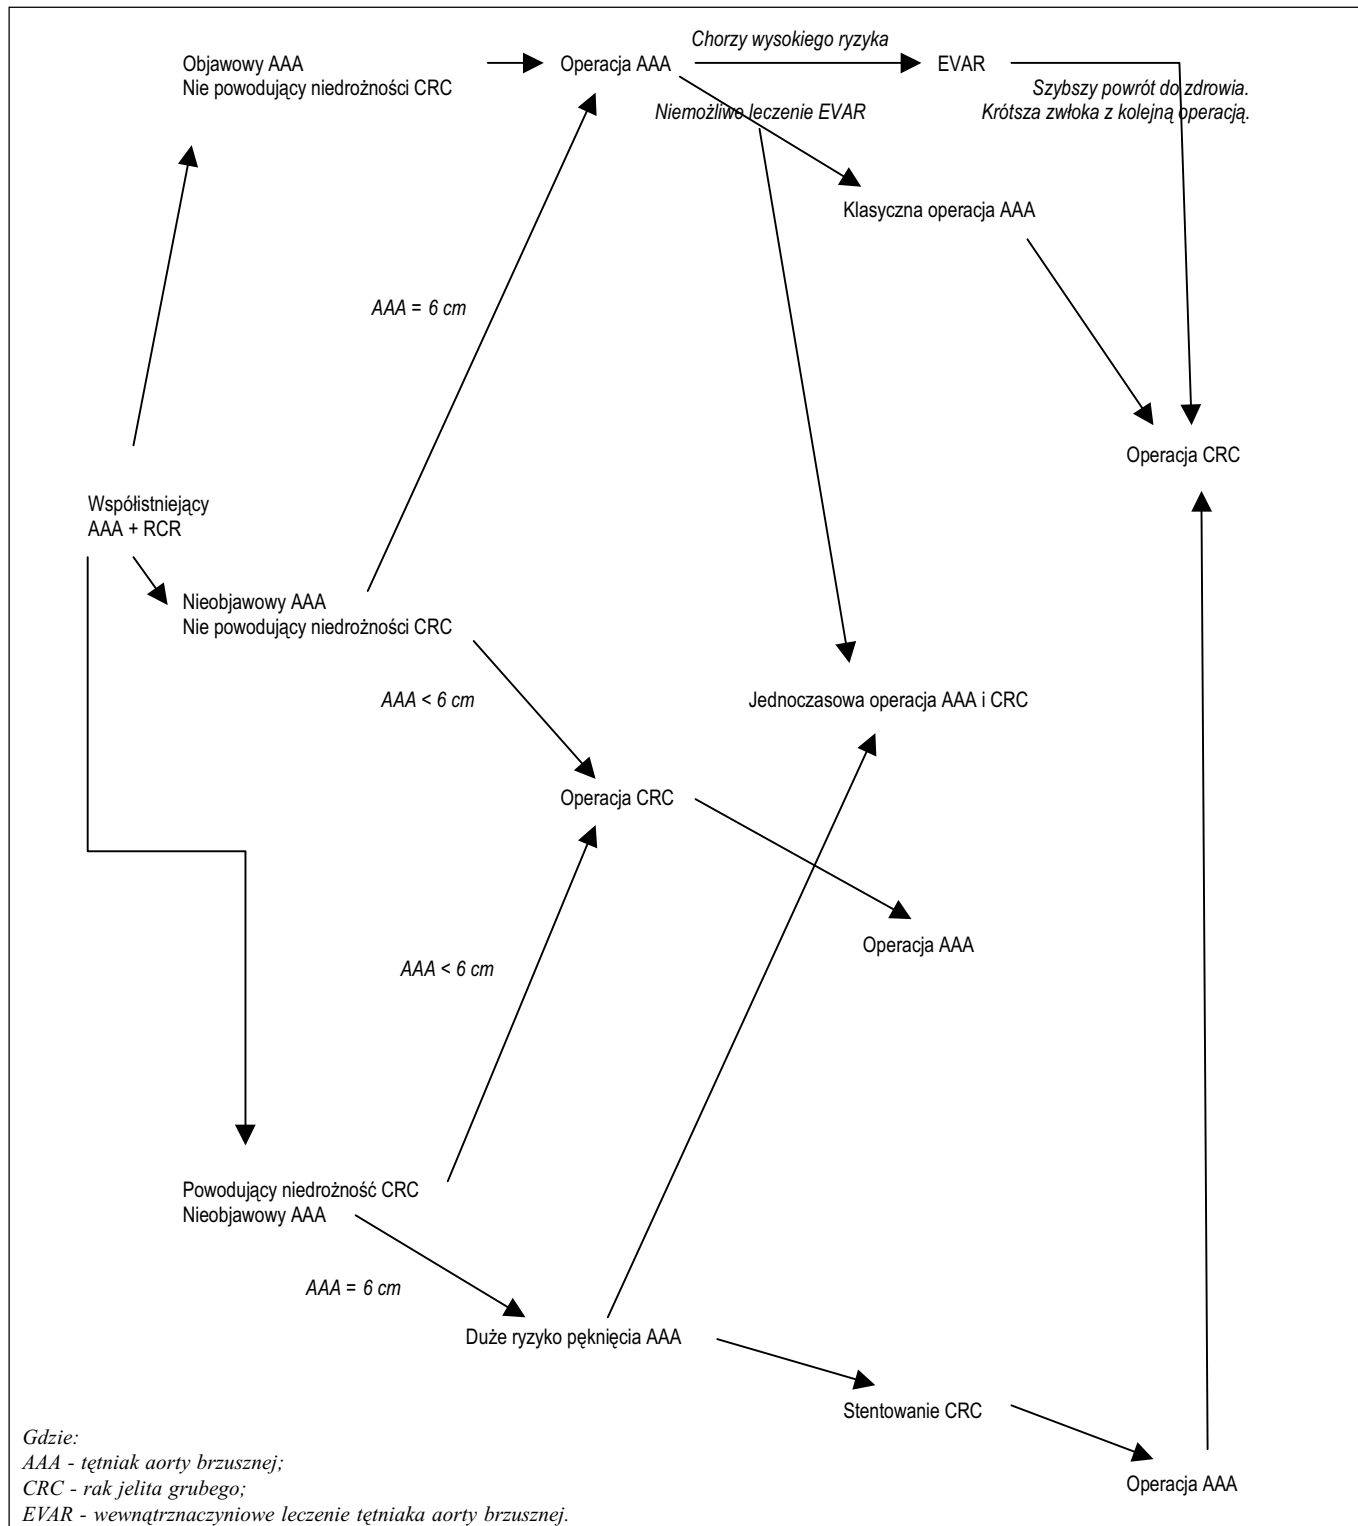 Chorzy wysokiego ryzyka
Objawowy AAA
Nie powodujący niedrożności CRC
Operacja AAA
EVAR
Szybszy powrót do zdrowia.
Krótsza zwłoka z kolejną operacją.
Niemożliwo leczenie EVAR
Klasyczna operacja AAA
AAA = 6 cm
Operacja CRC
Współistniejący
AAA + RCR
Nieobjawowy AAA
Nie powodujący niedrożności CRC
AAA < 6 cm
Jednoczasowa operacja AAA i CRC
Operacja CRC
Operacja AAA
AAA < 6 cm
Powodujący niedrożność CRC
Nieobjawowy AAA
AAA = 6 cm
Duże ryzyko pęknięcia AAA
Stentowanie CRC
Operacja AAA
Gdzie:
AAA - tętniak aorty brzusznej;
CRC - rak jelita grubego;
EVAR - wewnątrznaczyniowe leczenie tętniaka aorty brzusznej.